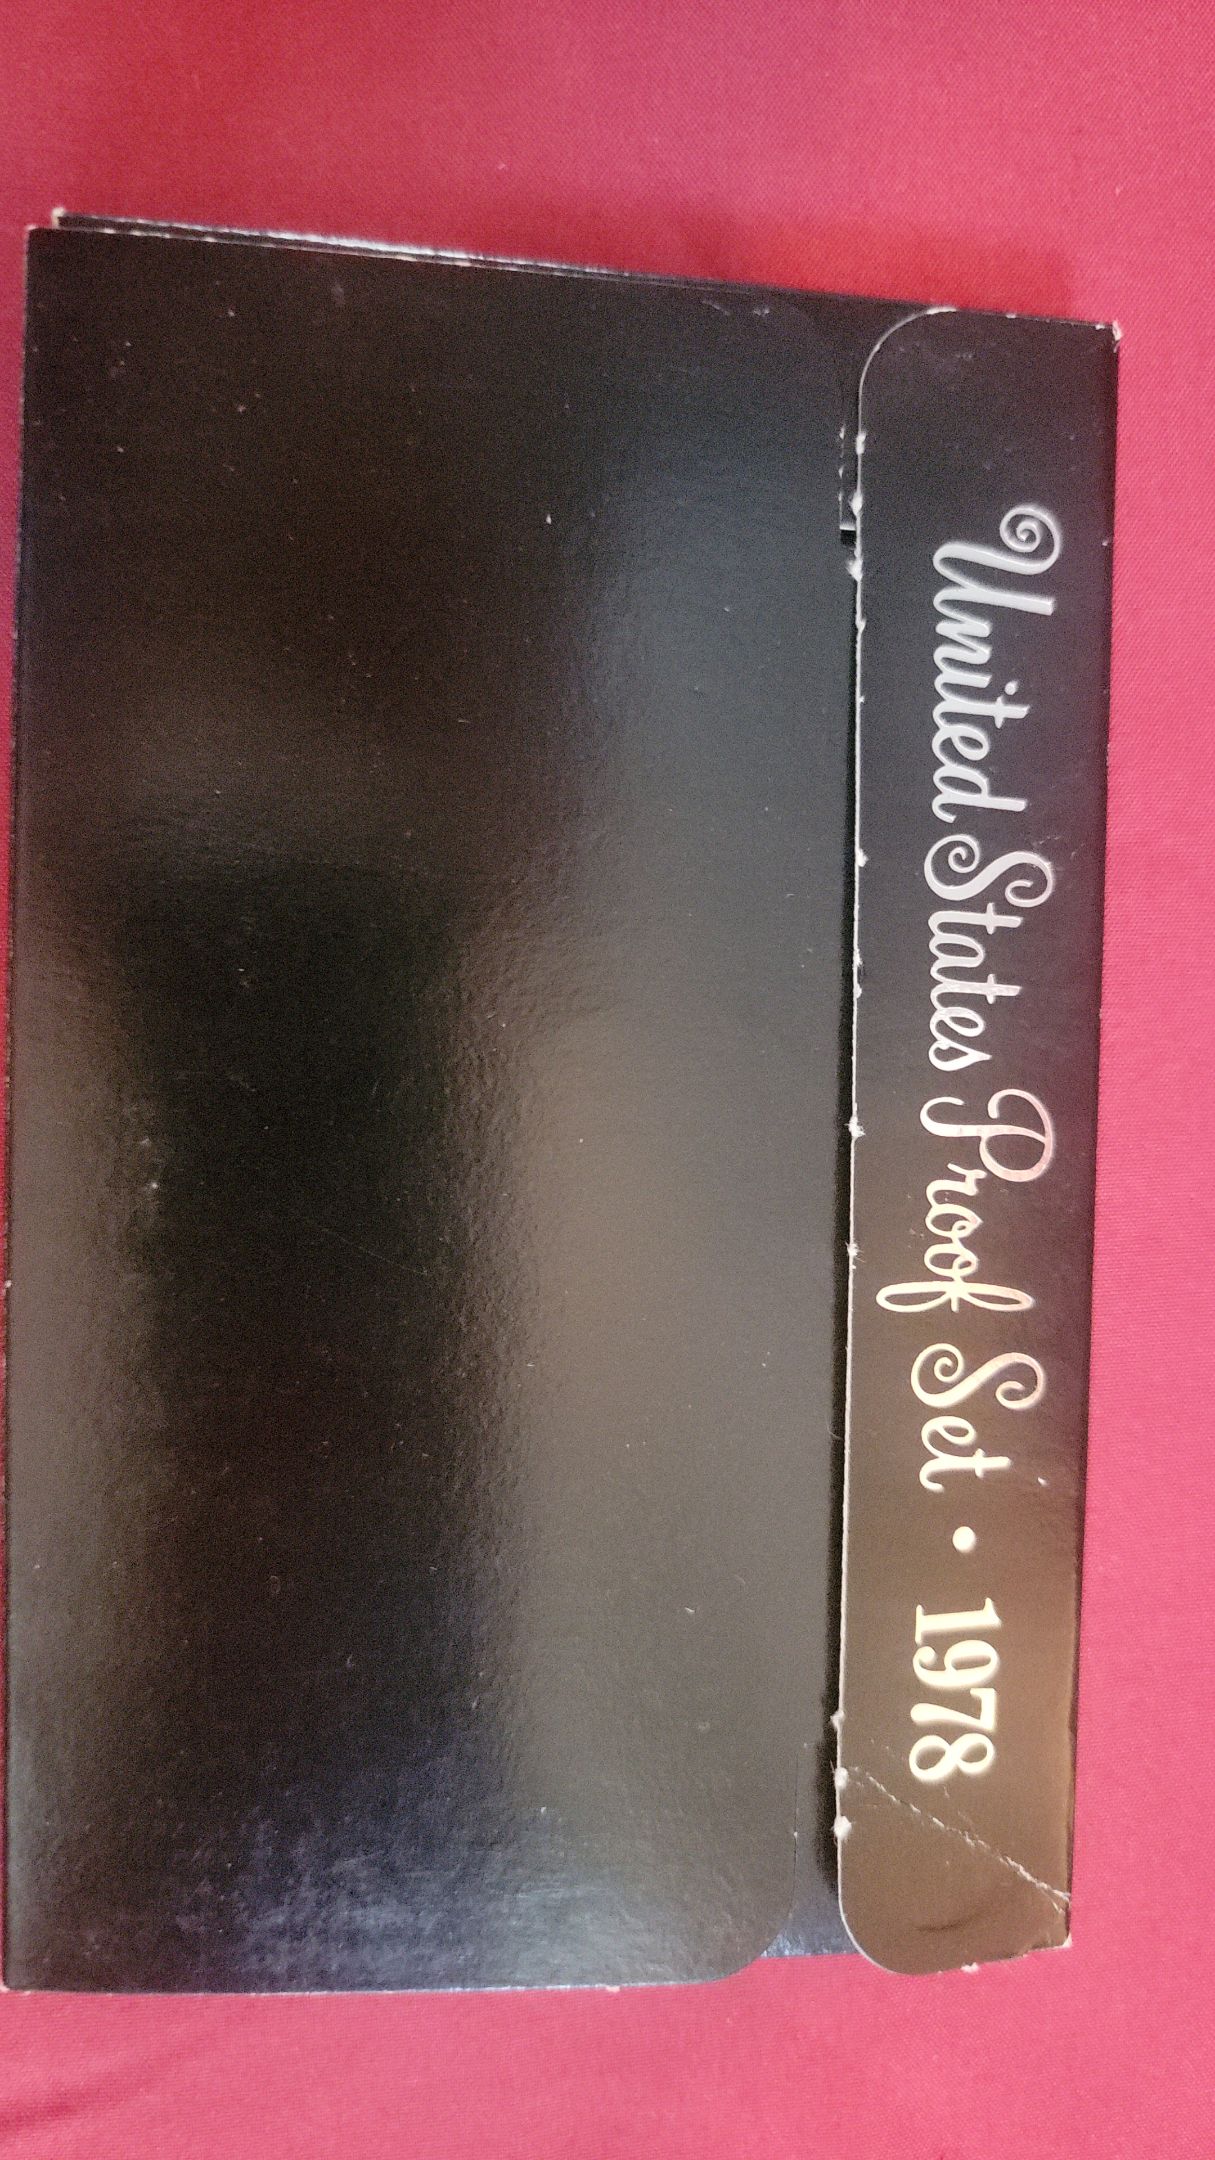 United States Proof Set • 1978